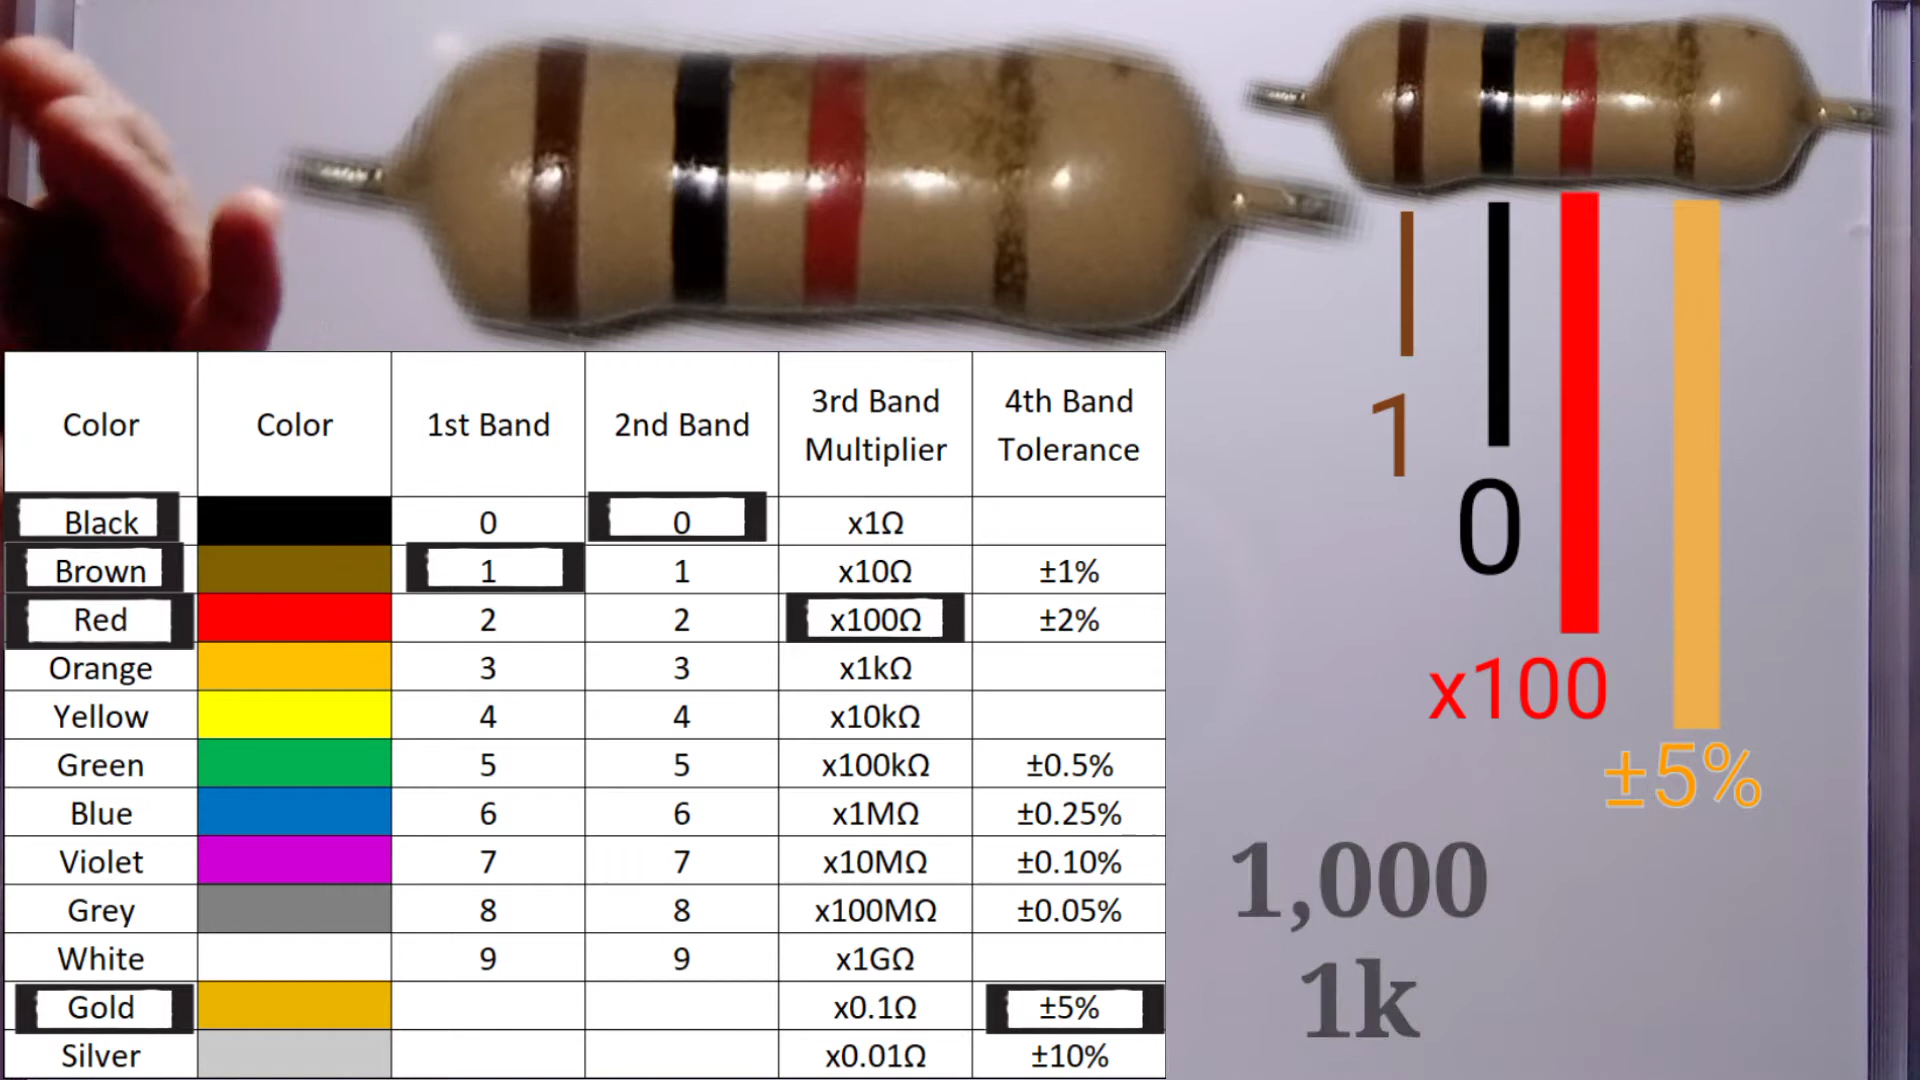 Color Color 1st Band 2nd Band 3rd Band Multiplier 4th Band Tolerance
Black 0 0 x1Ω
Brown 1 1 x10Ω ±1%
Red 2 2 x100Ω ±2%
Orange 3 3 x1kΩ
Yellow 4 4 x10kΩ
Green 5 5 x100kΩ ±0.5%
Blue 6 6 x1MΩ ±0.25%
Violet 7 7 x10MΩ ±0.10%
Grey 8 8 x100MΩ ±0.05%
White 9 9 x1GΩ
Gold x0.1Ω ±5%
Silver x0.01Ω ±10%
1
0
x100
±5%
1,000
1k